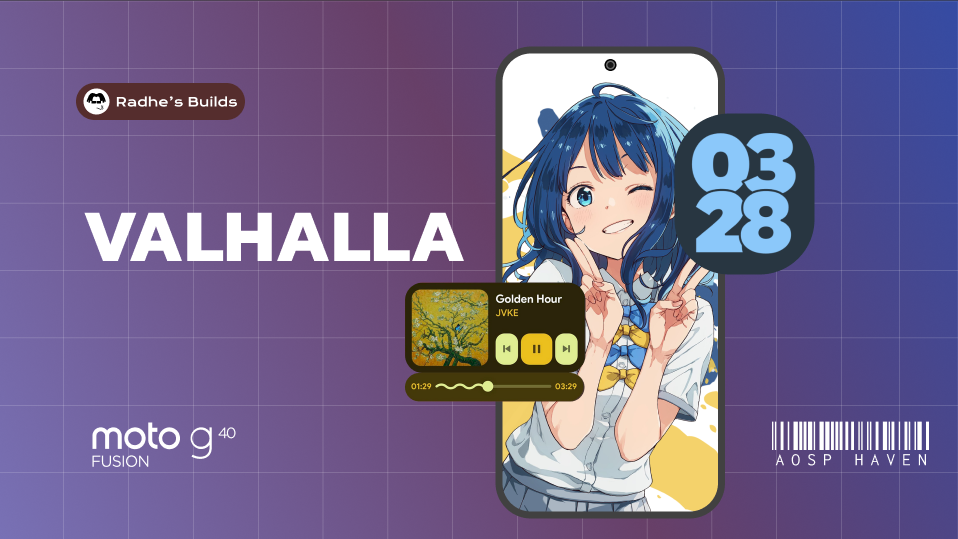 Radhe's Builds
VALHALLA
03
28
Golden Hour
JVKE
01:29
03:29
moto g 40
FUSION
AOSP HAVEN